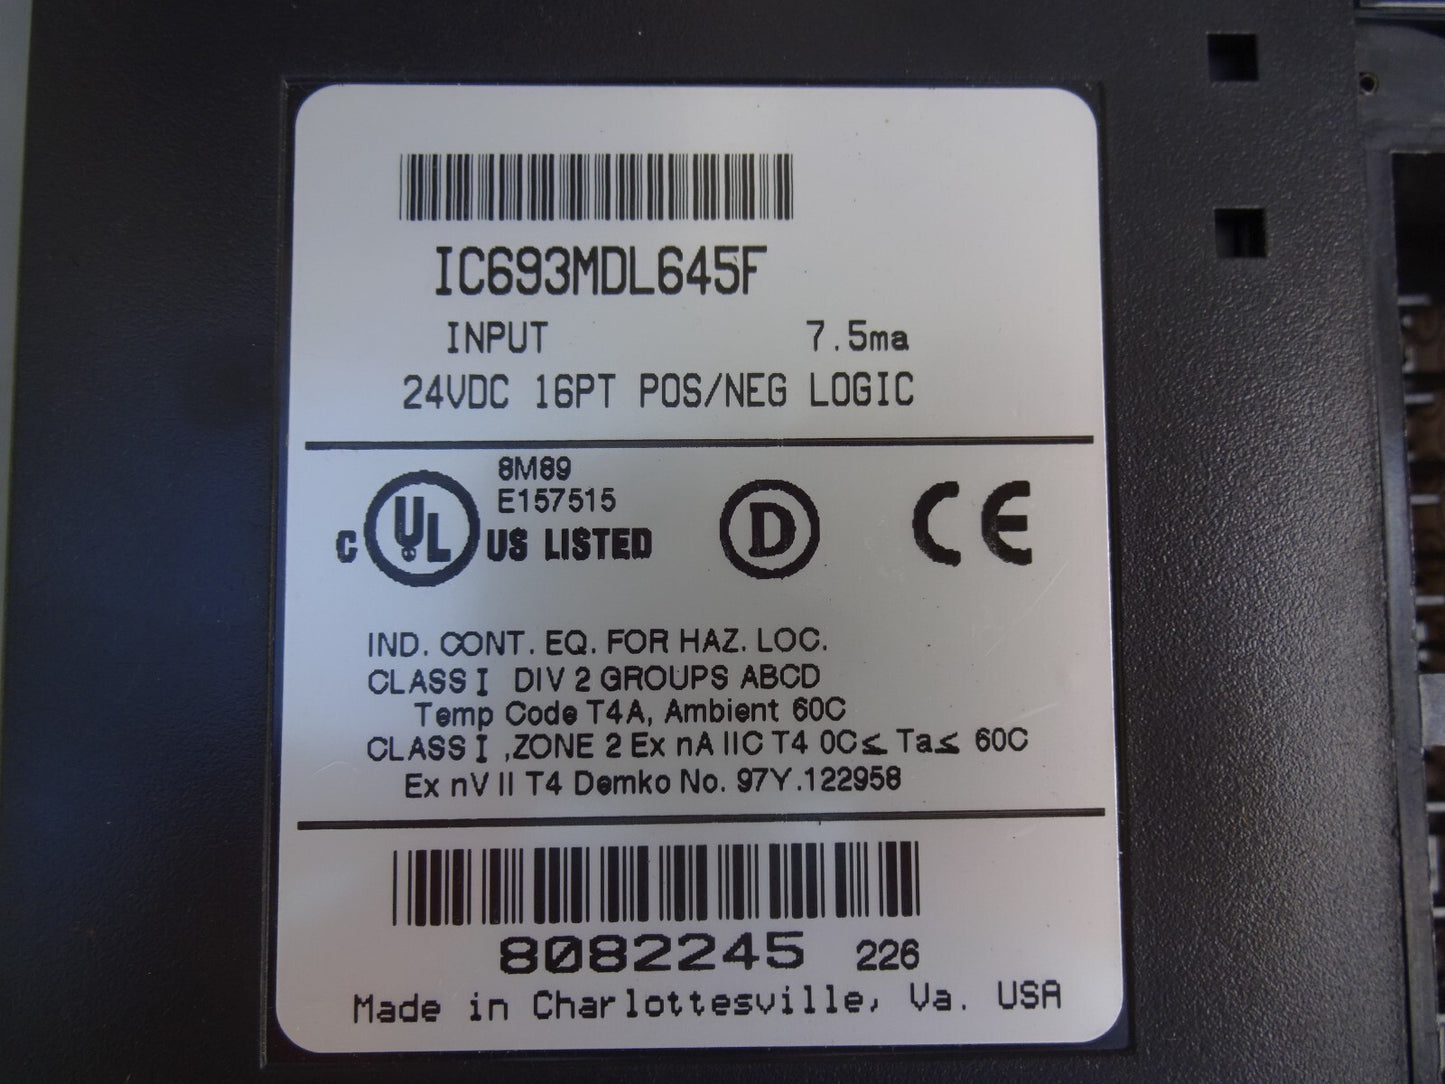 IC693MDL645F
INPUT 7.5ma
24VDC 16PT POS/NEG LOGIC
8M89
E157515
C UL US LISTED
D
CE
IND. CONT. EQ. FOR HAZ. LOC.
CLASS I DIV 2 GROUPS ABCD
Temp Code T4A, Ambient 60C
CLASS I ,ZONE 2 Ex nA IIC T4 0C≤ Ta≤ 60C
Ex nV II T4 Demko No. 97Y.122958
8082245 226
Made in Charlottesville, Va. USA